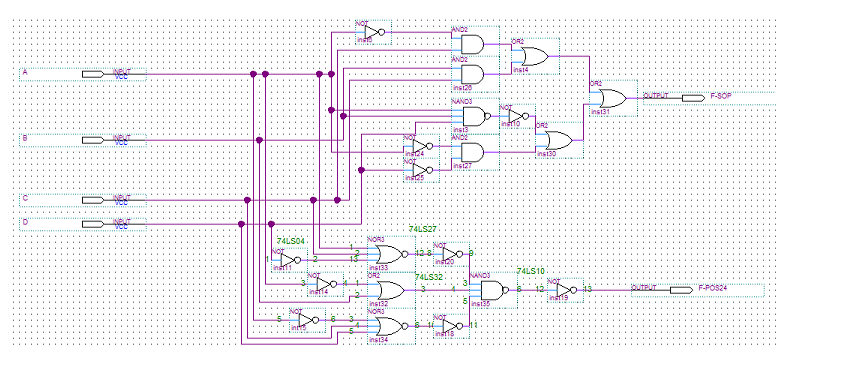 NOT
inst6
AND2
OR2
inst4
A
INPUT
VCC
AND2
inst26
OR2
OUTPUT
F-SOP
inst31
NAND3
NOT
inst3
inst10
OR2
B
INPUT
VCC
NOT
AND2
inst24
inst30
NOT
inst27
inst25
C
INPUT
VCC
D
INPUT
VCC
74LS27
74LS04
NOR3
1
2
13
12
9
NOT
8
1
NOT
2
inst11
inst33
inst20
74LS32
74LS10
NOT
3
4
inst14
OR2
1
2
3
inst32
NAND3
3
4
5
6
inst35
NOT
12
13
inst19
OUTPUT
F-POS24
NOT
5
6
NOR3
3
4
5
6
inst34
NOT
11
inst18